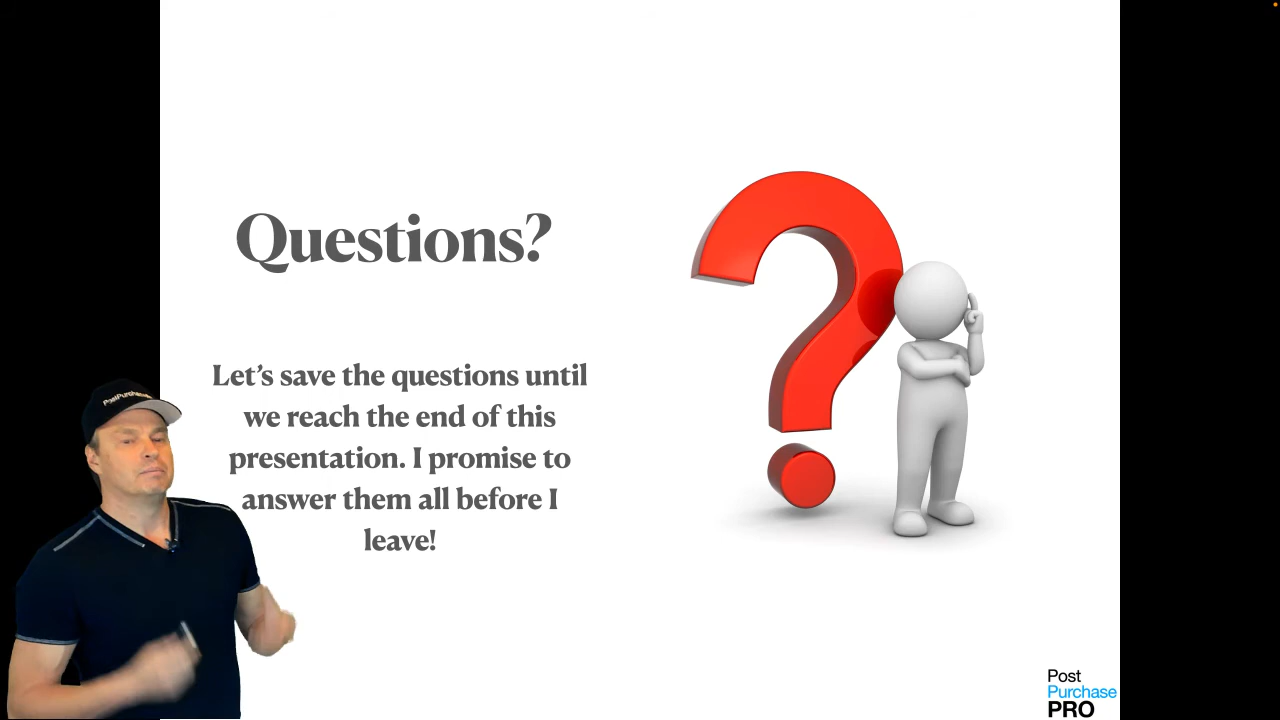 Questions?
Let's save the questions until
we reach the end of this
presentation. I promise to
answer them all before I
leave!
Post
Purchase
PRO